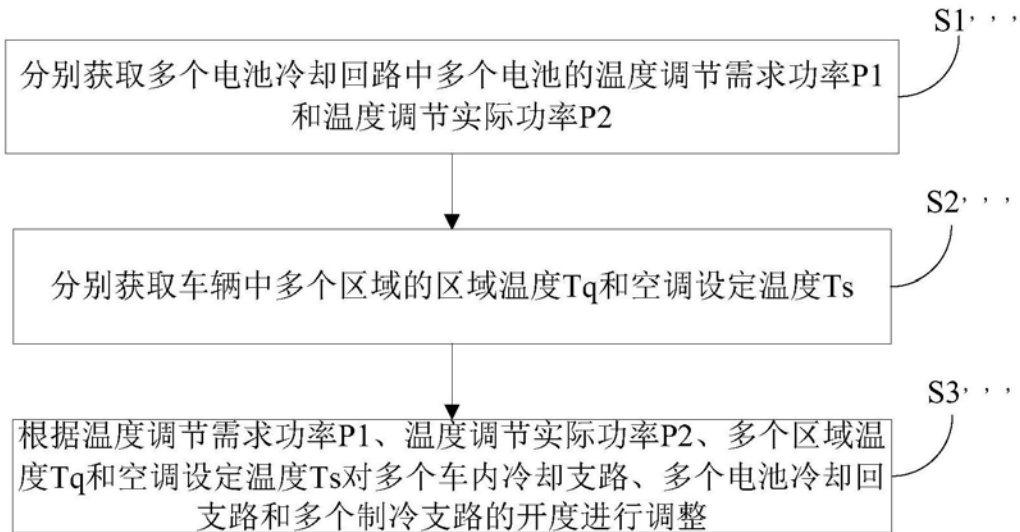 S1，，，
分别获取多个电池冷却回路中多个电池的温度调节需求功率P1
和温度调节实际功率P2
S2，，，
分别获取车辆中多个区域的区域温度Tq和空调设定温度Ts
S3，，，
根据温度调节需求功率P1、温度调节实际功率P2、多个区域温
度Tq和空调设定温度Ts对多个车内冷却支路、多个电池冷却回
支路和多个制冷支路的开度进行调整